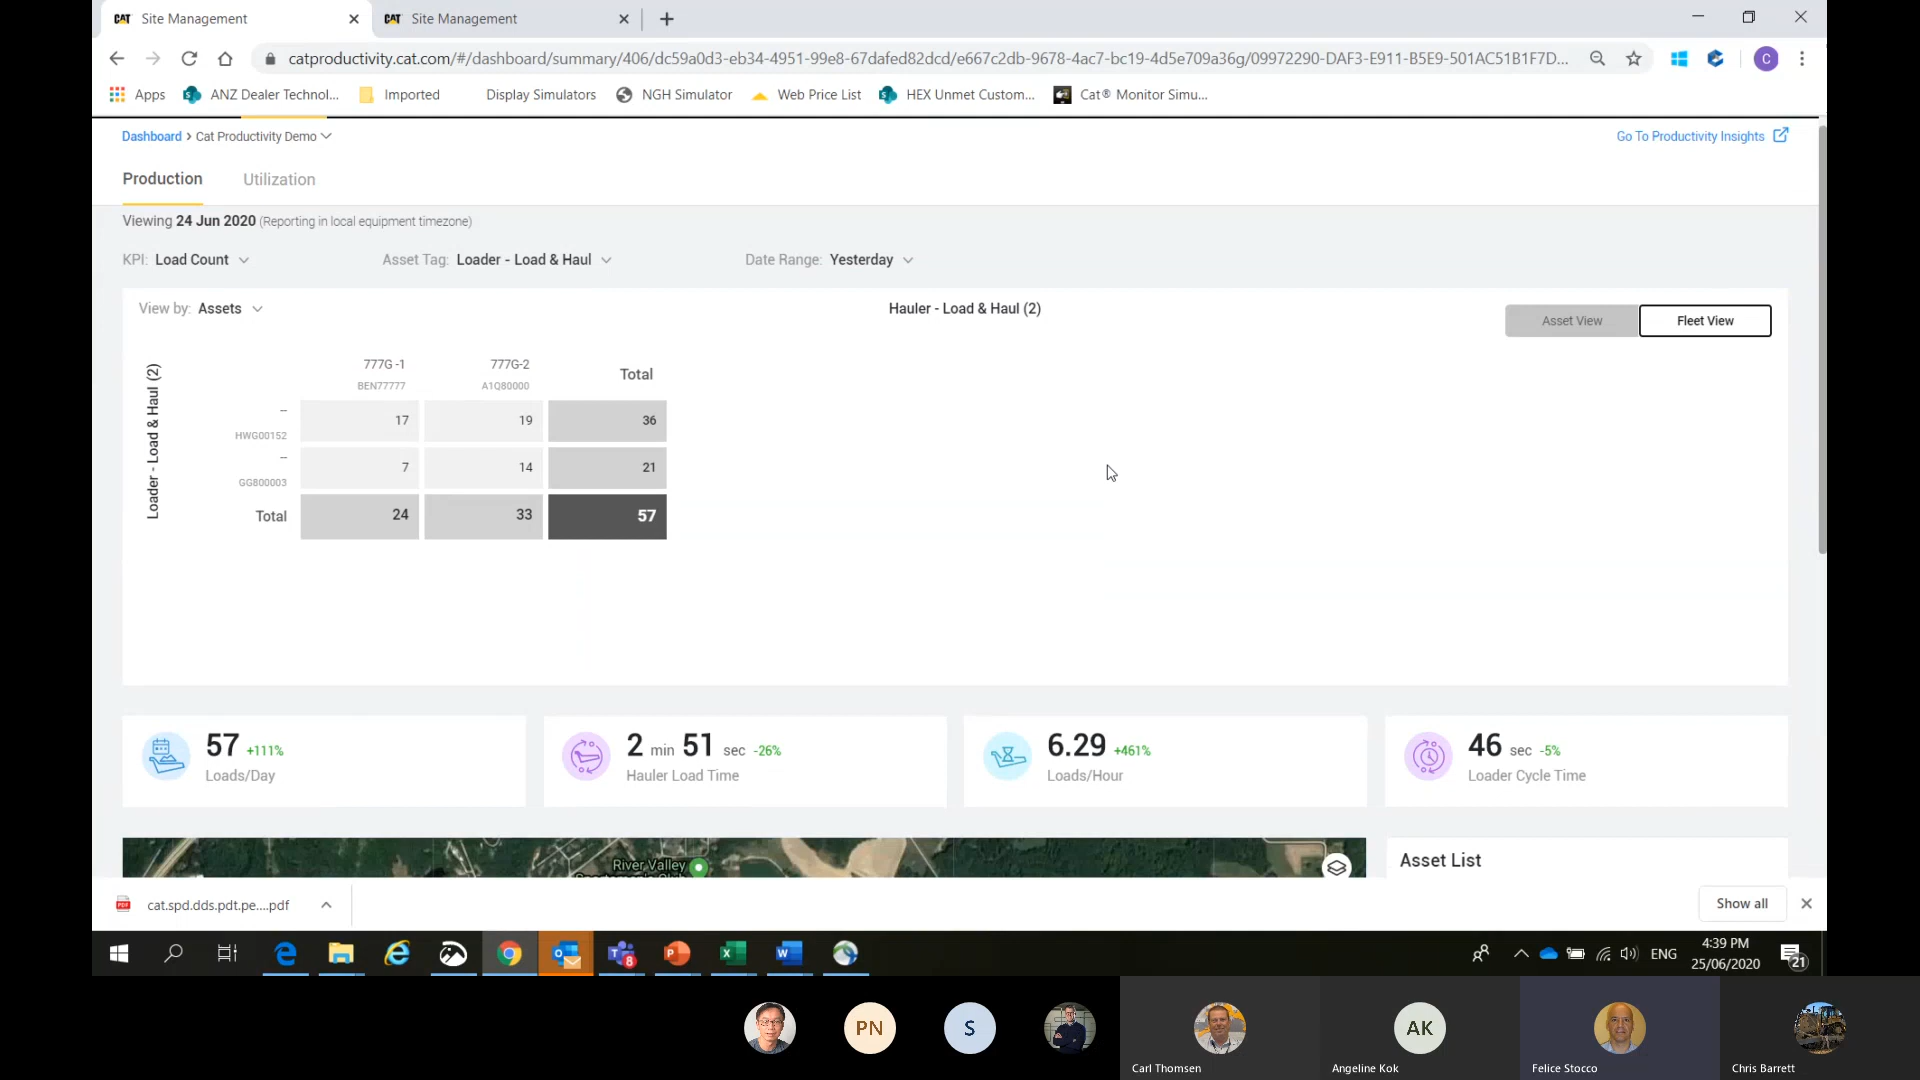 CAT Site Management
CAT Site Management
catproductivity.cat.com/#/dashboard/summary/406/dc59a0d3-eb34-4951-99e8-67dafed82dcd/e667c2db-9678-4ac7-bc19-4d5e709a36g/09972290-DAF3-E911-B5E9-501AC51B1F7D...
C
Apps
ANZ Dealer Technol...
Imported
Display Simulators
NGH Simulator
Web Price List
HEX Unmet Custom...
Cat® Monitor Simu...
Dashboard > Cat Productivity Demo
Go To Productivity Insights
Production
Utilization
Viewing 24 Jun 2020 (Reporting in local equipment timezone)
KPI: Load Count
Asset Tag: Loader - Load & Haul
Date Range: Yesterday
View by: Assets
Hauler - Load & Haul (2)
Asset View
Fleet View
Loader - Load & Haul (2)
777G -1
777G-2
Total
BEN77777
A1Q80000
--
17
19
36
HWG00152
--
7
14
21
GG800003
Total
24
33
57
57 +111%
Loads/Day
2 min 51 sec -26%
Hauler Load Time
6.29 +461%
Loads/Hour
46 sec -5%
Loader Cycle Time
River Valley
Asset List
PDF
cat.spd.dds.pdt.pe....pdf
Show all
ENG
4:39 PM
25/06/2020
21
8
PN
S
AK
Carl Thomsen
Angeline Kok
Felice Stocco
Chris Barrett